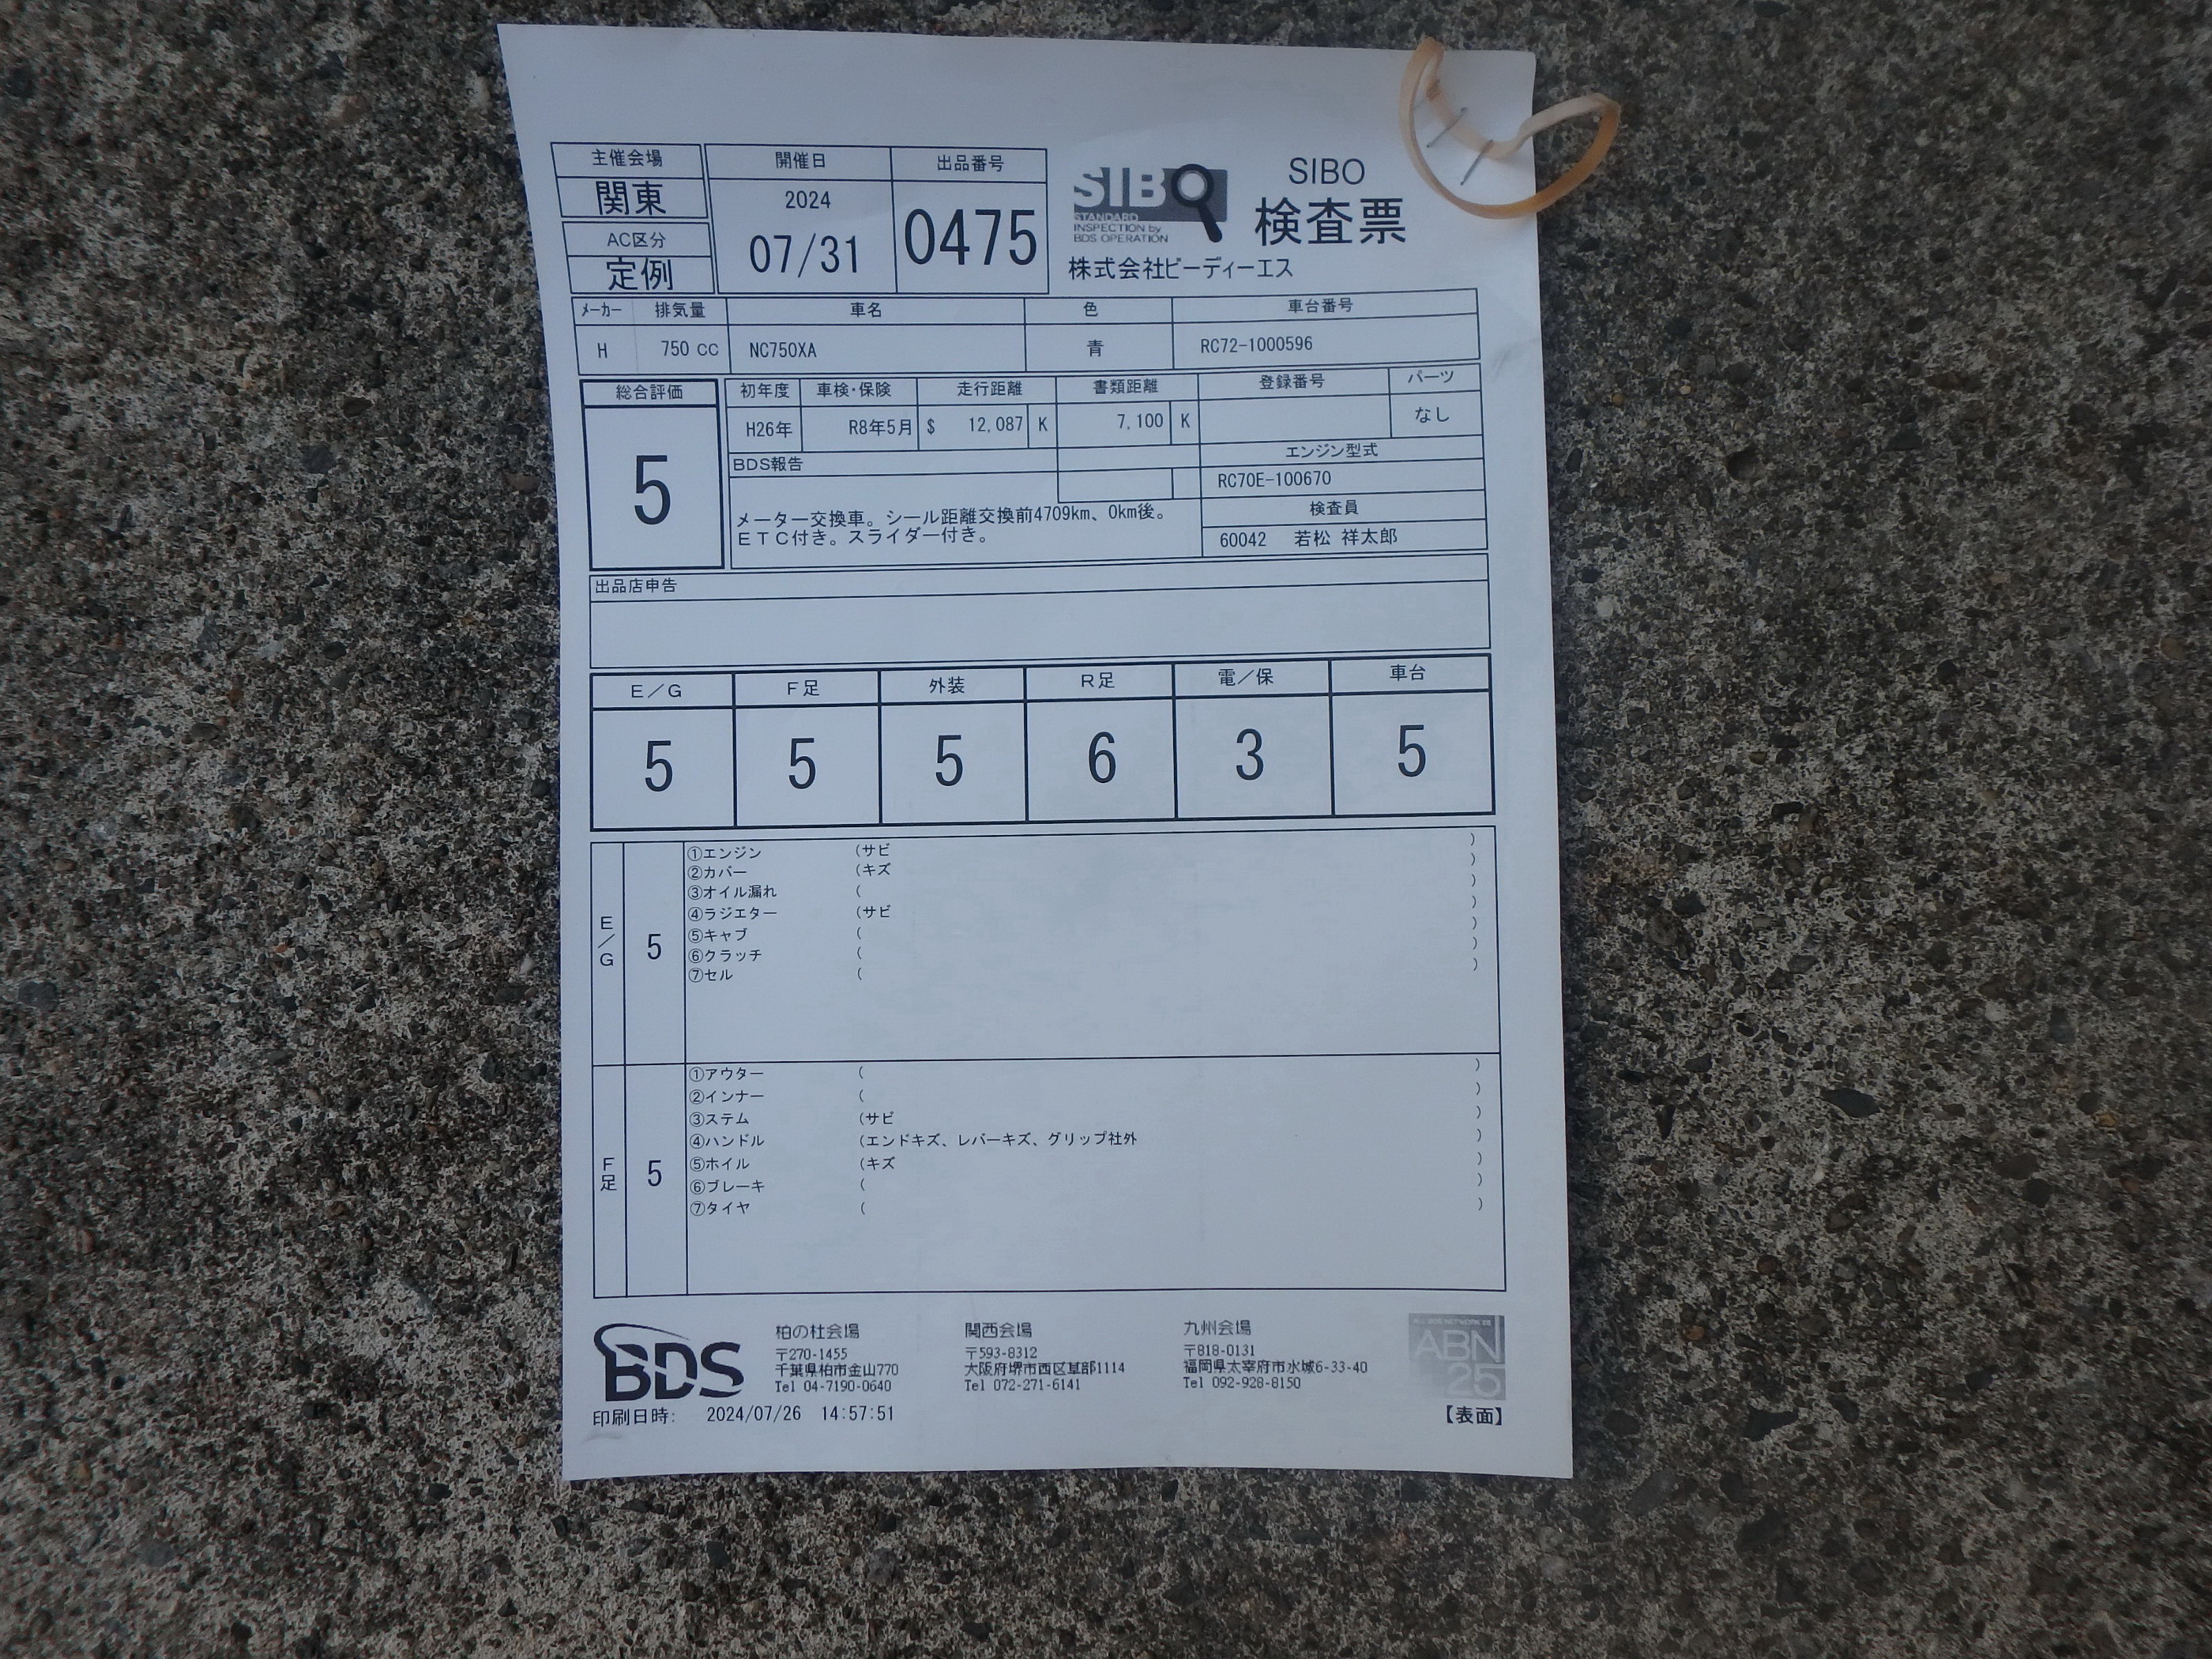 主催会場 開催日 出品番号
関東 2024 07/31 0475
AC区分
定例
SIBO
STANDARD
INSPECTION by
BDS OPERATION
SIBO
検査票
株式会社ビーディーエス
メーカー 排気量 車名 色 車台番号
H 750 CC NC750XA 青 RC72-1000596
総合評価 初年度 車検・保険 走行距離 書類距離 登録番号 パーツ
5 H26年 R8年5月 $ 12,087 K 7,100 K なし
BDS報告 エンジン型式
RC70E-100670
メーター交換車。シール距離交換前4709km、0km後。
ETC付き。スライダー付き。
検査員
60042 若松 祥太郎
出品店申告
E/G F足 外装 R足 電/保 車台
5 5 5 6 3 5
E/G 5
①エンジン (サビ )
②カバー (キズ )
③オイル漏れ ( )
④ラジエター (サビ )
⑤キャブ ( )
⑥クラッチ ( )
⑦セル ( )
F足 5
①アウター ( )
②インナー ( )
③ステム (サビ )
④ハンドル (エンドキズ、レバーキズ、グリップ社外 )
⑤ホイル (キズ )
⑥ブレーキ ( )
⑦タイヤ ( )
BDS
柏の杜会場
〒270-1455
千葉県柏市金山770
Tel 04-7190-0640
関西会場
〒593-8312
大阪府堺市西区草部1114
Tel 072-271-6141
九州会場
〒818-0131
福岡県太宰府市水城6-33-40
Tel 092-928-8150
ABN
25
印刷日時: 2024/07/26 14:57:51
【表面】